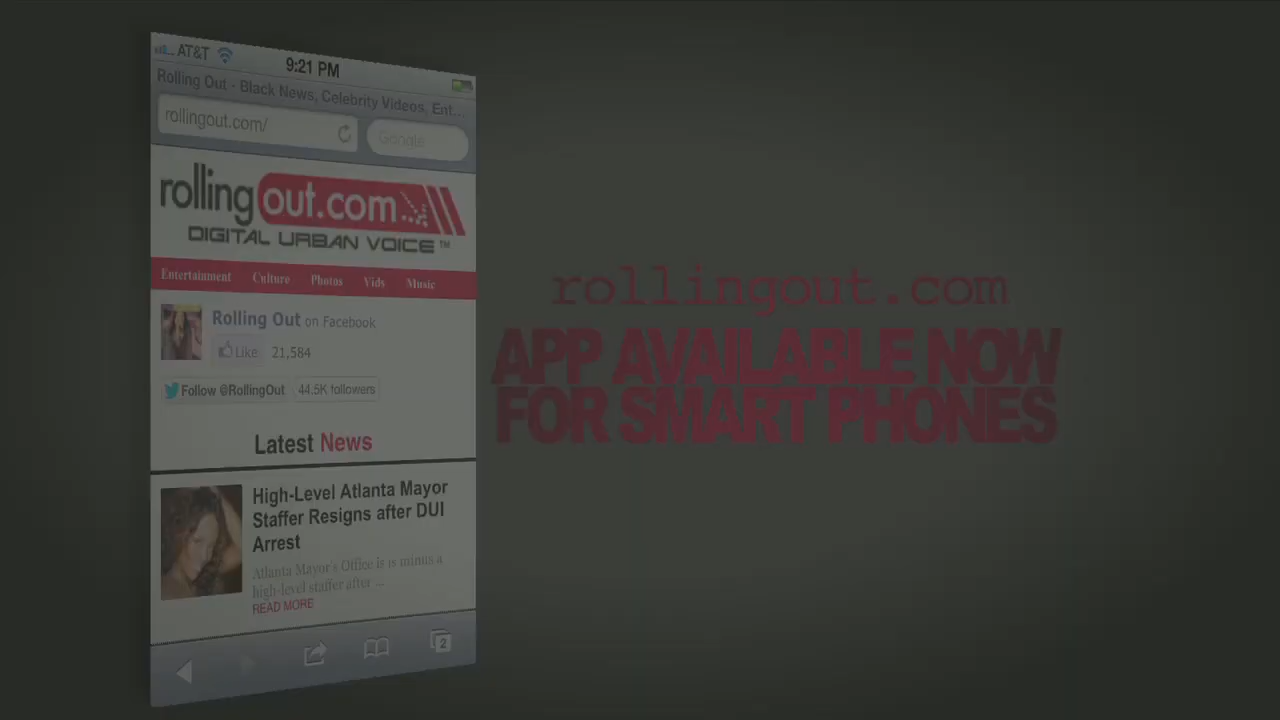 AT&T
9:21 PM
Rolling Out - Black News, Celebrity Videos, Ent...
rollingout.com/
Google
rollingout.com
DIGITAL URBAN VOICE™
Entertainment Culture Photos Vids Music
Rolling Out on Facebook
Like 21,584
Follow @RollingOut 44.5K followers
Latest News
High-Level Atlanta Mayor
Staffer Resigns after DUI
Arrest
Atlanta Mayor's Office is is minus a
high-level staffer after ...
READ MORE
2
rollingout.com
APP AVAILABLE NOW
FOR SMART PHONES